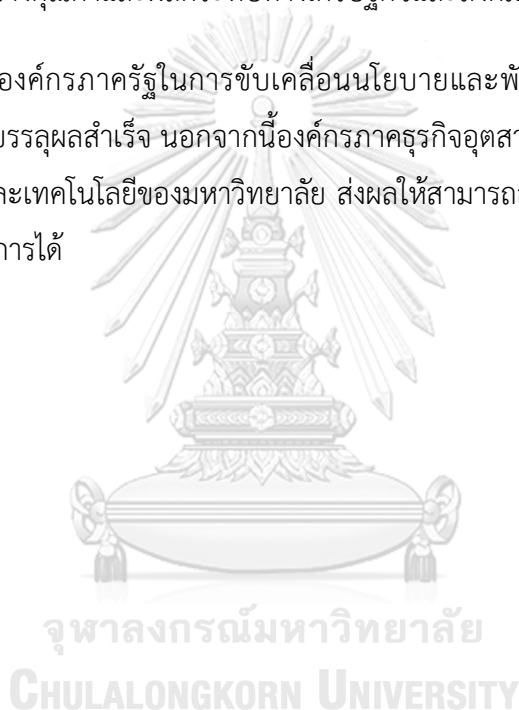 องค์กรภาครัฐในการขับเคลื่อนนโยบายและพั
บรรลุผลสำเร็จ นอกจากนี้องค์กรภาคธุรกิจอุตสา
ละเทคโนโลยีของมหาวิทยาลัย ส่งผลให้สามารถ
การได้
จุฬาลงกรณ์มหาวิทยาลัย
CHULALONGKORN UNIVERSITY